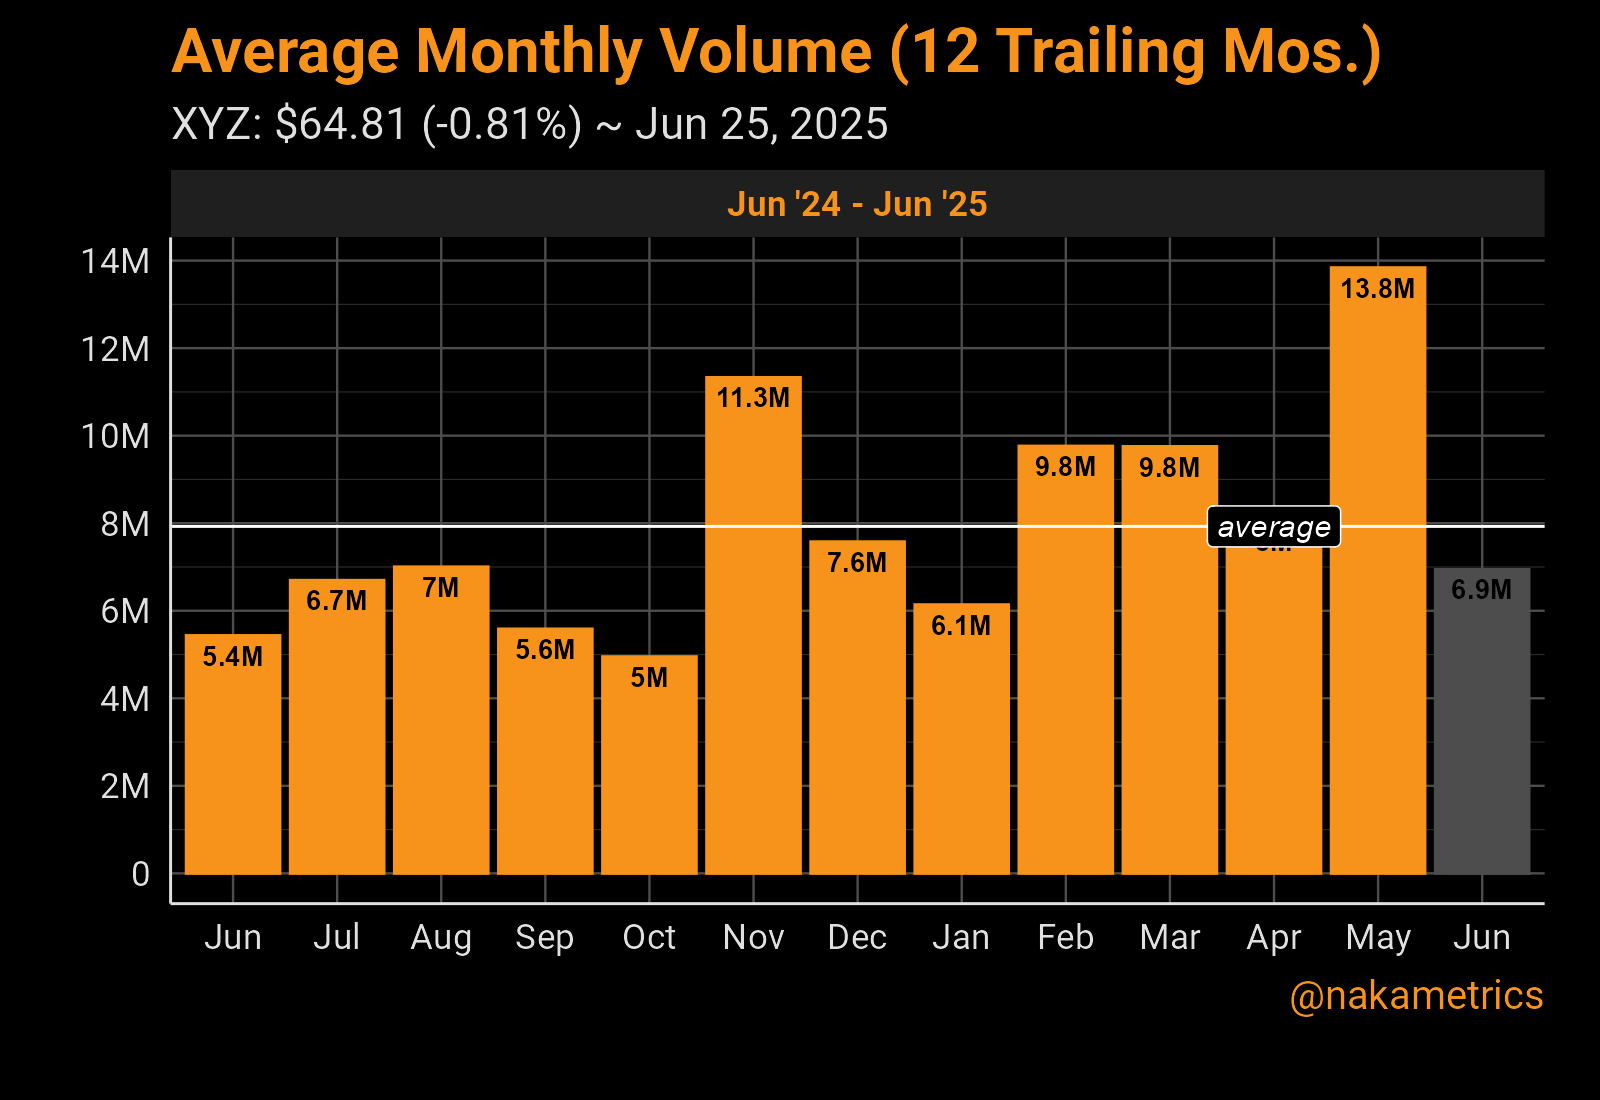 Average Monthly Volume (12 Trailing Mos.)
XYZ: $64.81 (-0.81%) ~ Jun 25, 2025
Jun '24 - Jun '25
14M
12M
10M
8M
6M
4M
2M
0
5.4M
6.7M
7M
5.6M
5M
11.3M
7.6M
6.1M
9.8M
9.8M
average
13.8M
6.9M
Jun Jul Aug Sep Oct Nov Dec Jan Feb Mar Apr May Jun
@nakametrics